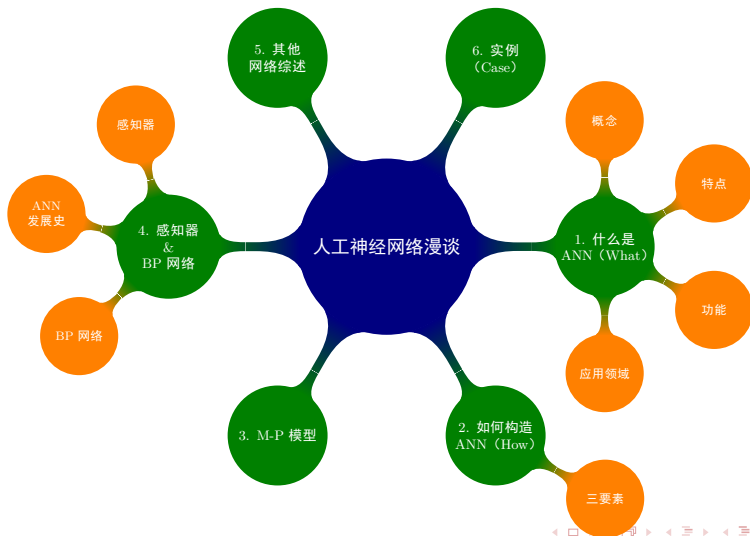 5. 其他
网络综述
6. 实例
（Case）
感知器
概念
特点
ANN
发展史
4. 感知器
&
BP 网络
人工神经网络漫谈
1. 什么是
ANN（What）
BP 网络
功能
应用领域
3. M-P 模型
2. 如何构造
ANN（How）
三要素